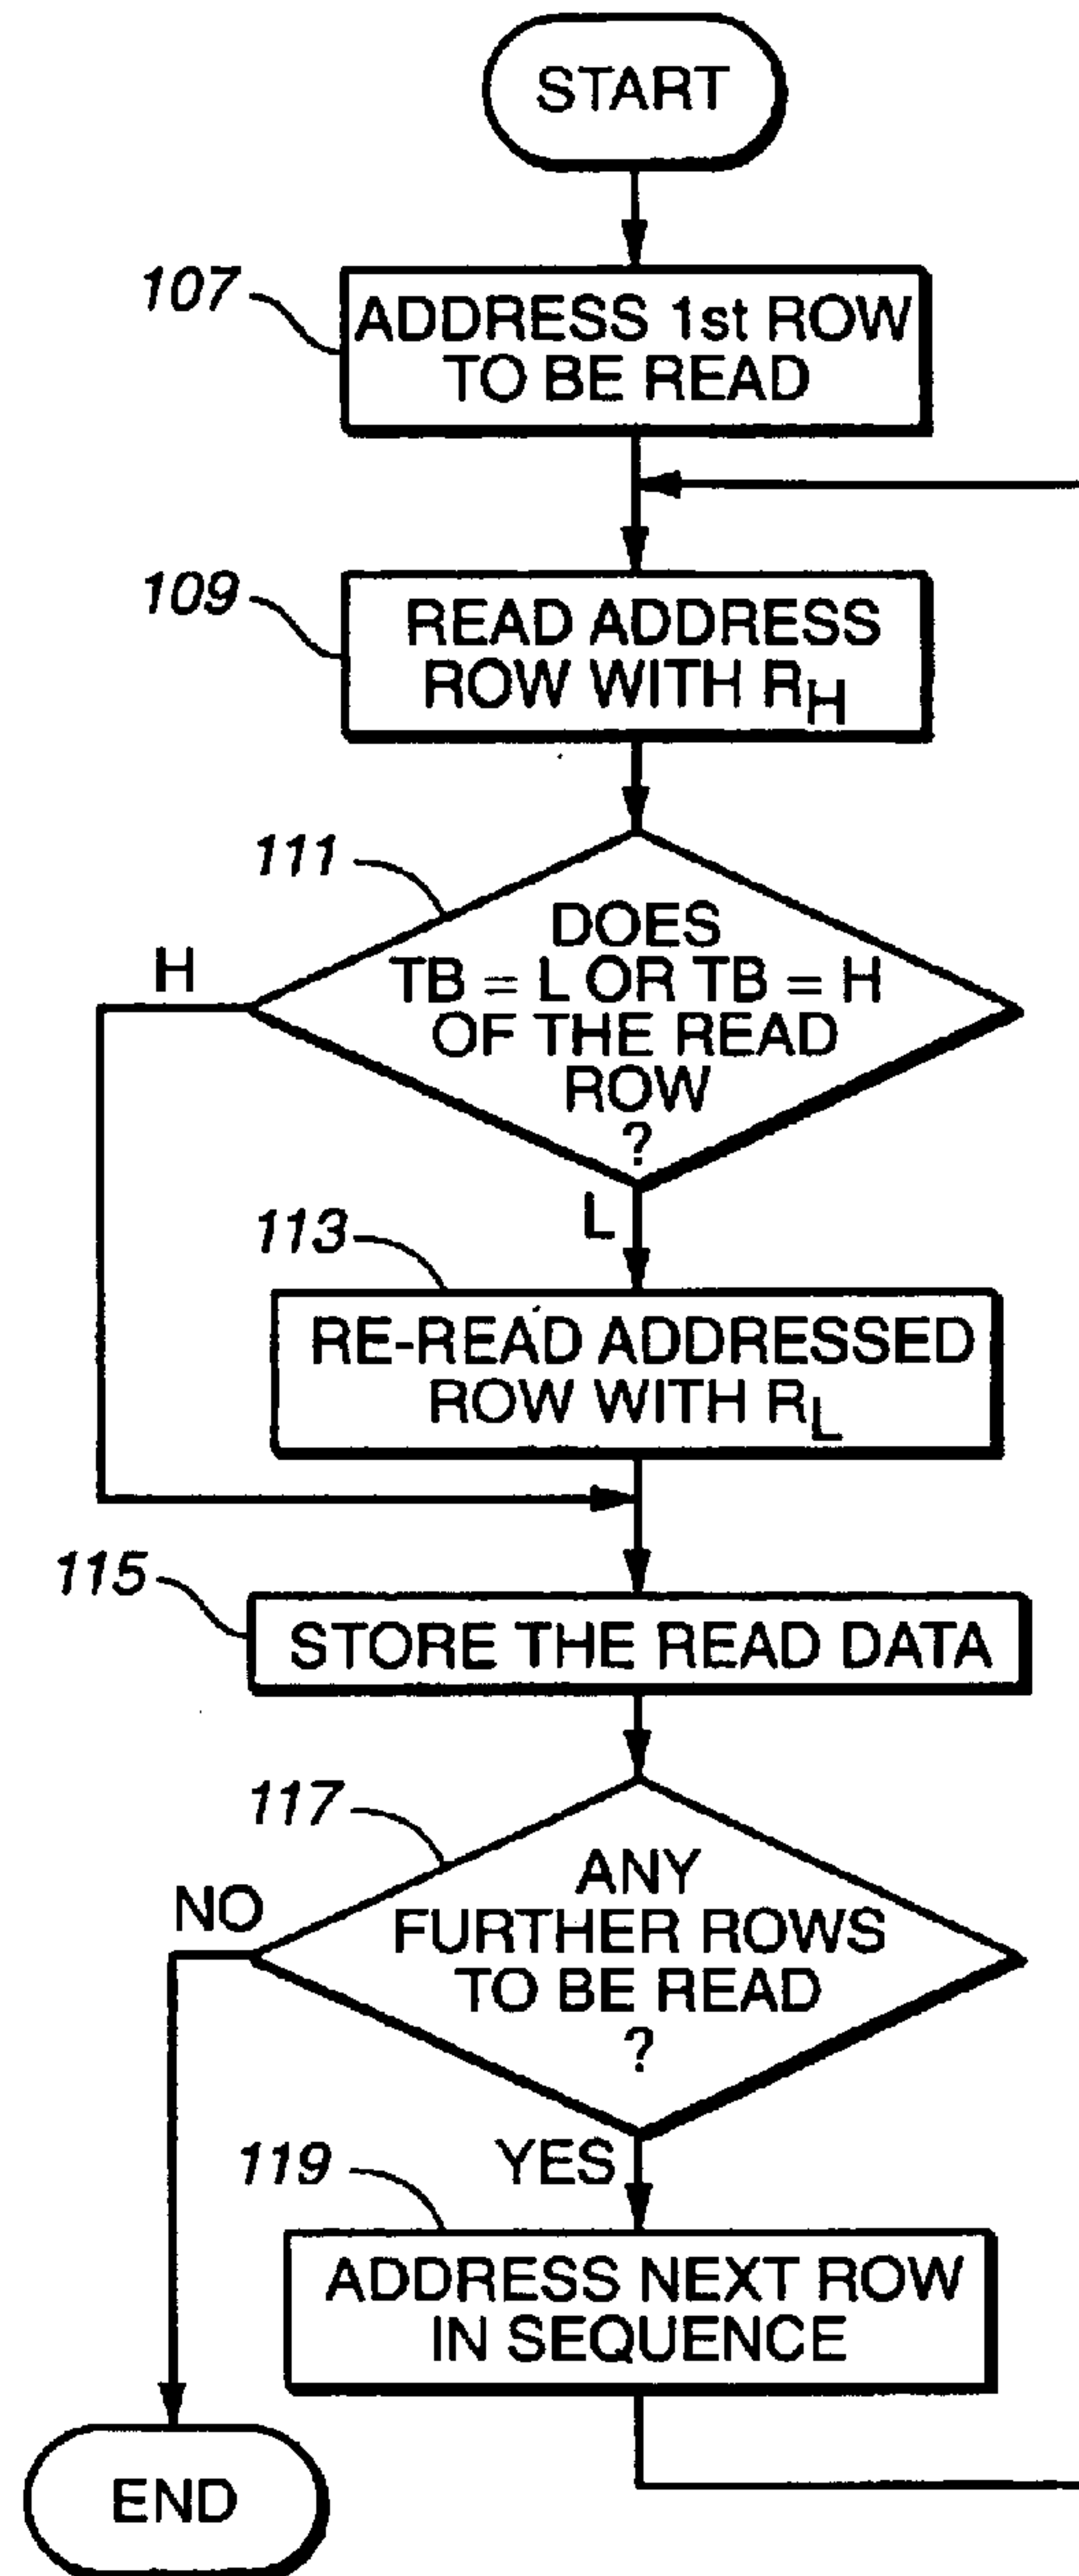 START
107
ADDRESS 1st ROW
TO BE READ
109
READ ADDRESS
ROW WITH RH
111
H
DOES
TB = L OR TB = H
OF THE READ
ROW
?
L
113
RE-READ ADDRESSED
ROW WITH RL
115
STORE THE READ DATA
117
NO
ANY
FURTHER ROWS
TO BE READ
?
YES
119
ADDRESS NEXT ROW
IN SEQUENCE
END